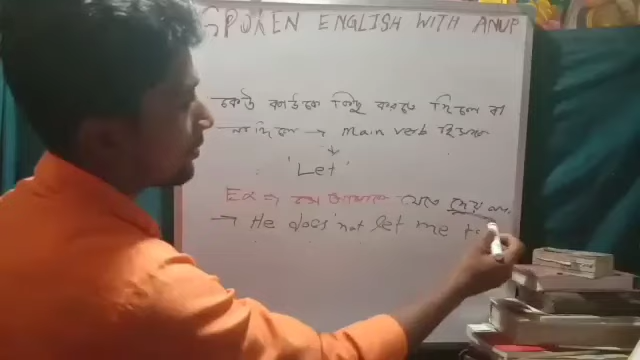 SPOKEN ENGLISH WITH ANUP
কেউ কাউকে কিছু করতে দিলে বা
না দিলে → main verb হিসাবে
'Let'
Ex ⇒ আমাকে যেতে দেয় না।
→ He does not let me